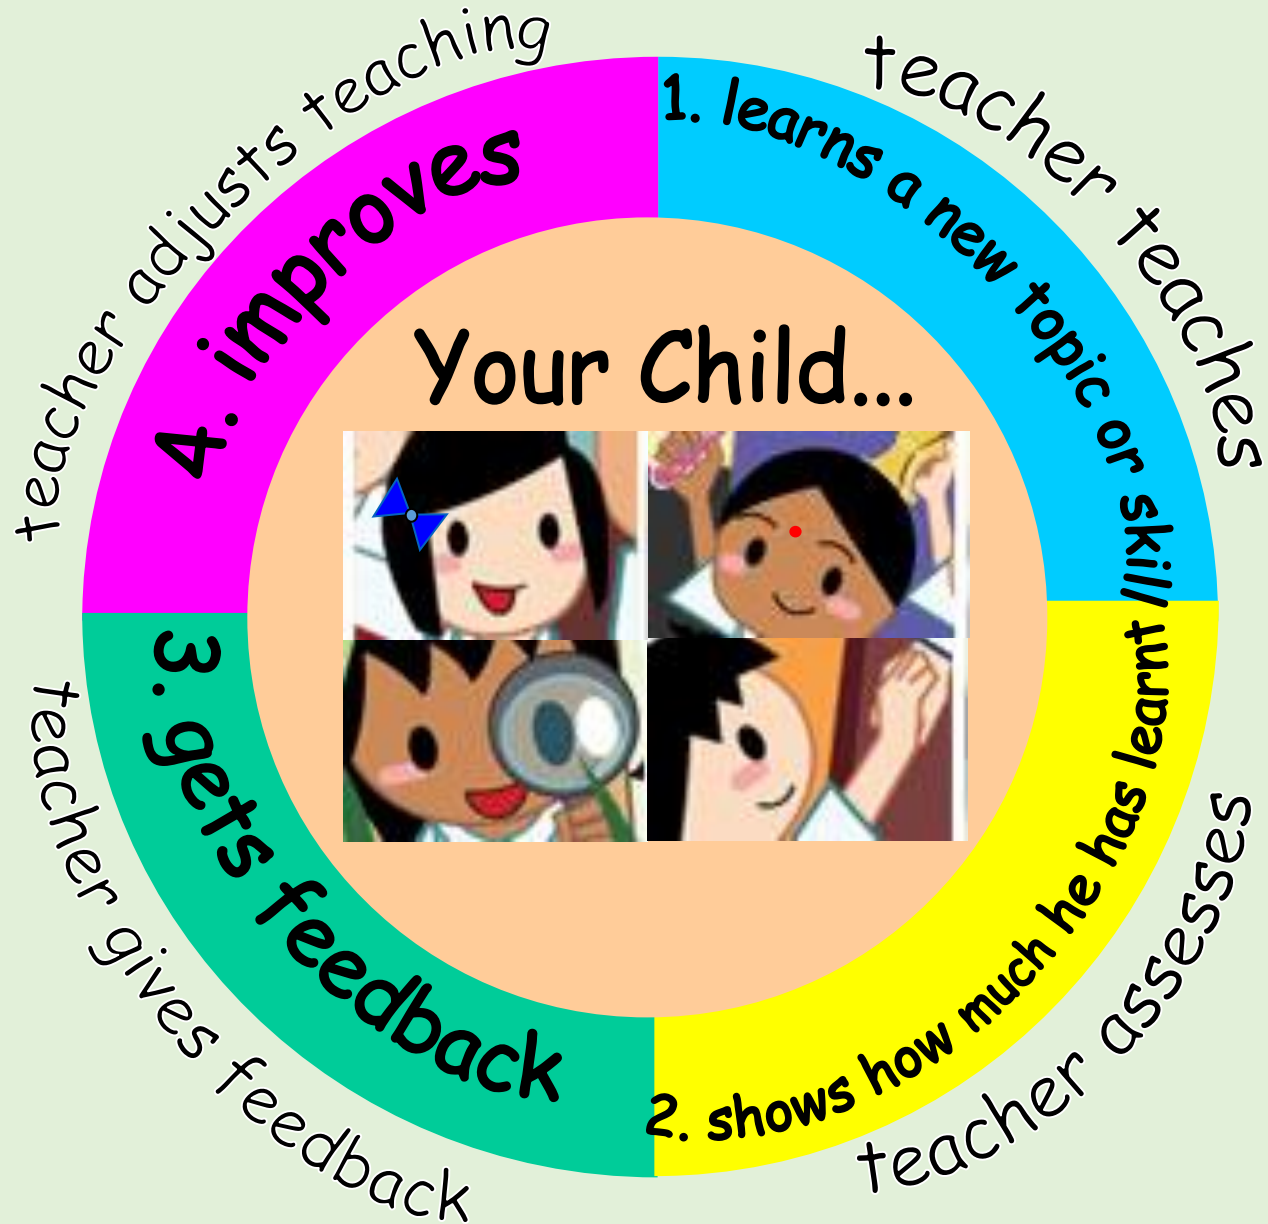 Your Child...
1. learns a new topic or skill
teacher teaches
2. shows how much he has learnt
teacher assesses
3. gets feedback
teacher gives feedback
4. improves
teacher adjusts teaching